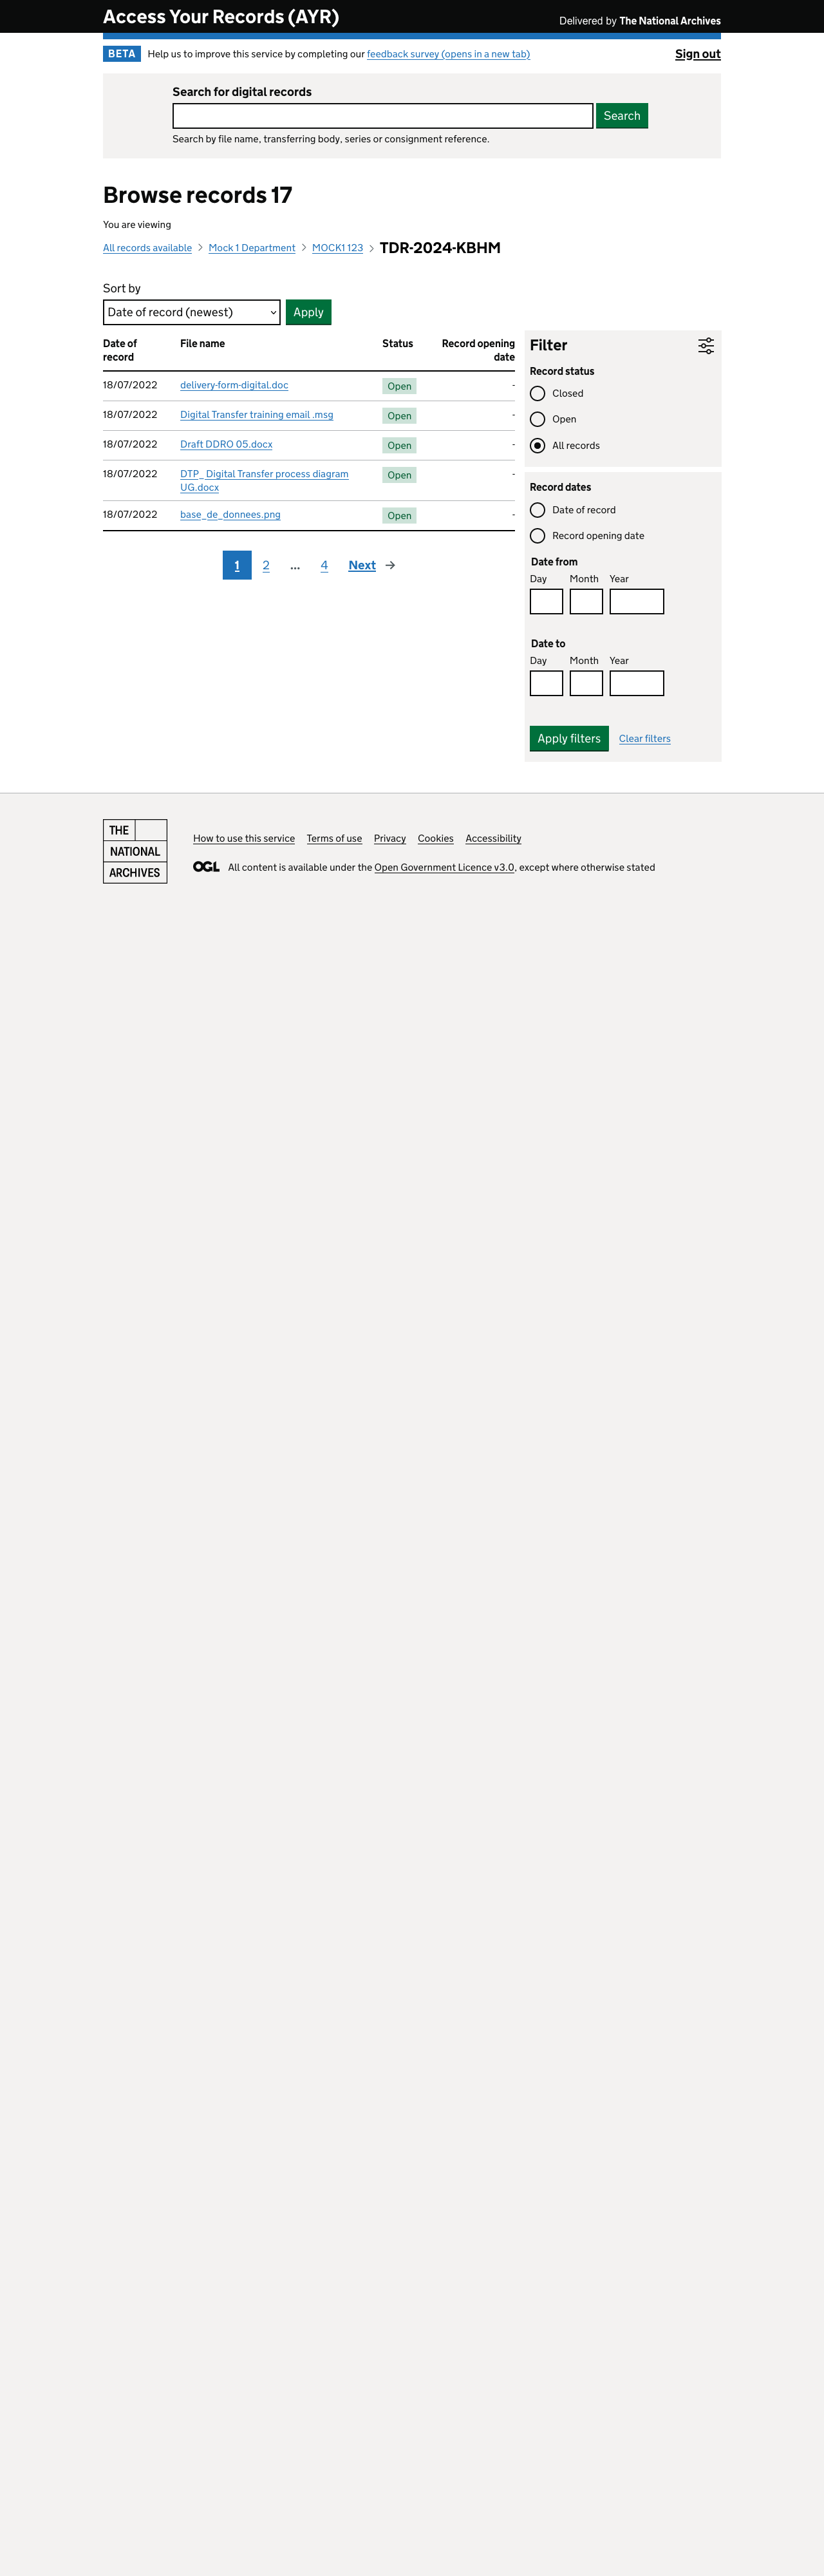 Access Your Records (AYR)
Delivered by The National Archives
BETA Help us to improve this service by completing our feedback survey (opens in a new tab) Sign out
Search for digital records
Search
Search by file name, transferring body, series or consignment reference.
Browse records 17
You are viewing
All records available Mock 1 Department MOCK1 123 TDR-2024-KBHM
Sort by
Date of record (newest) Apply
Date of record File name Status Record opening date
18/07/2022 delivery-form-digital.doc Open -
18/07/2022 Digital Transfer training email .msg Open -
18/07/2022 Draft DDRO 05.docx Open -
18/07/2022 DTP_ Digital Transfer process diagram UG.docx Open -
18/07/2022 base_de_donnees.png Open -
1 2 ... 4 Next →
Filter
Record status
Closed
Open
All records
Record dates
Date of record
Record opening date
Date from
Day Month Year
Date to
Day Month Year
Apply filters Clear filters
THE
NATIONAL
ARCHIVES
How to use this service Terms of use Privacy Cookies Accessibility
OGL All content is available under the Open Government Licence v3.0, except where otherwise stated